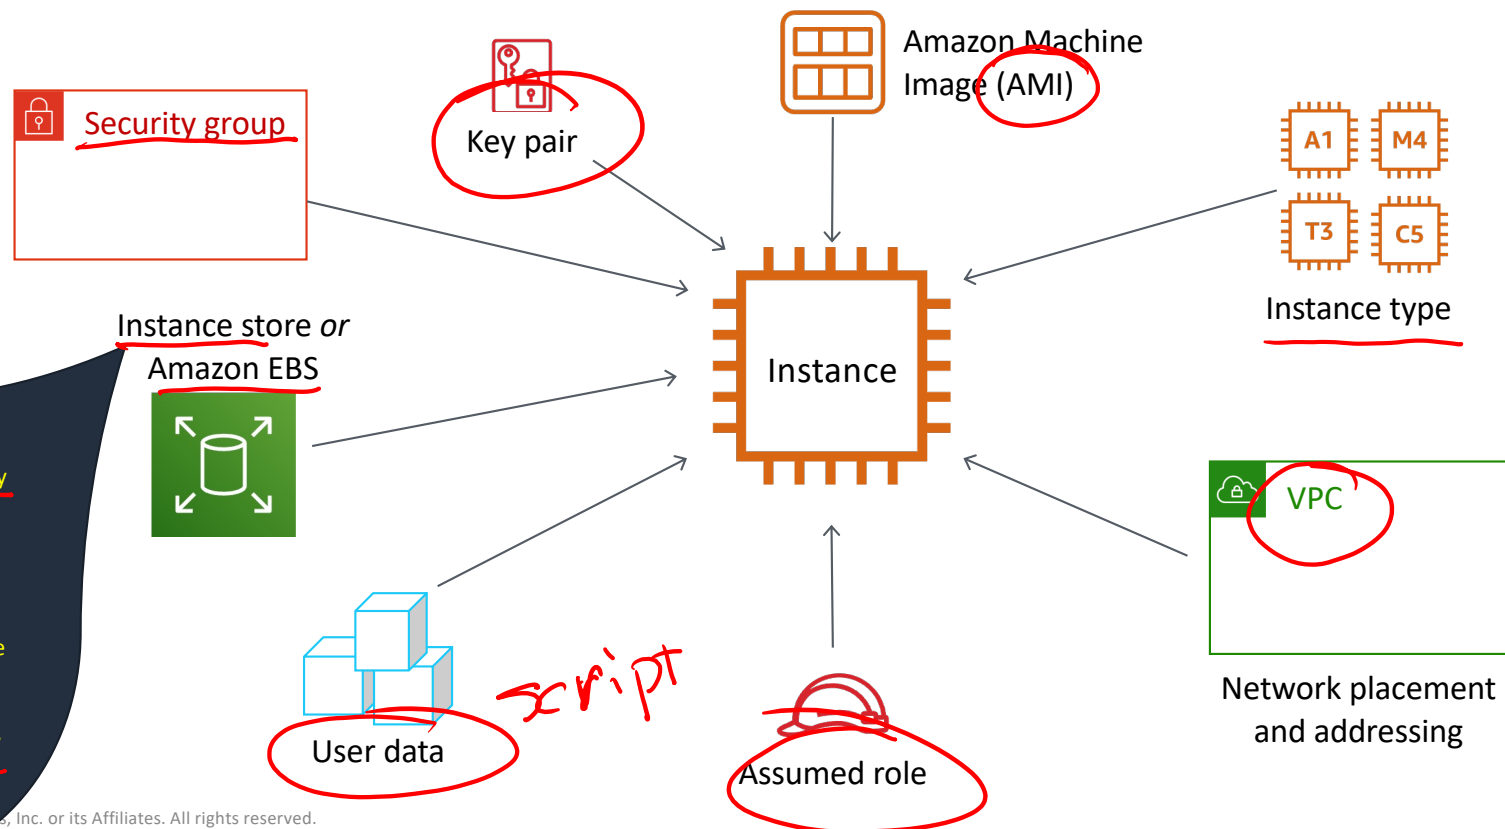 Amazon Machine
Image (AMI)
Key pair
Security group
A1
M4
T3
C5
Instance type
Instance store or
Amazon EBS
Instance
VPC
Network placement
and addressing
script
User data
Assumed role
, Inc. or its Affiliates. All rights reserved.